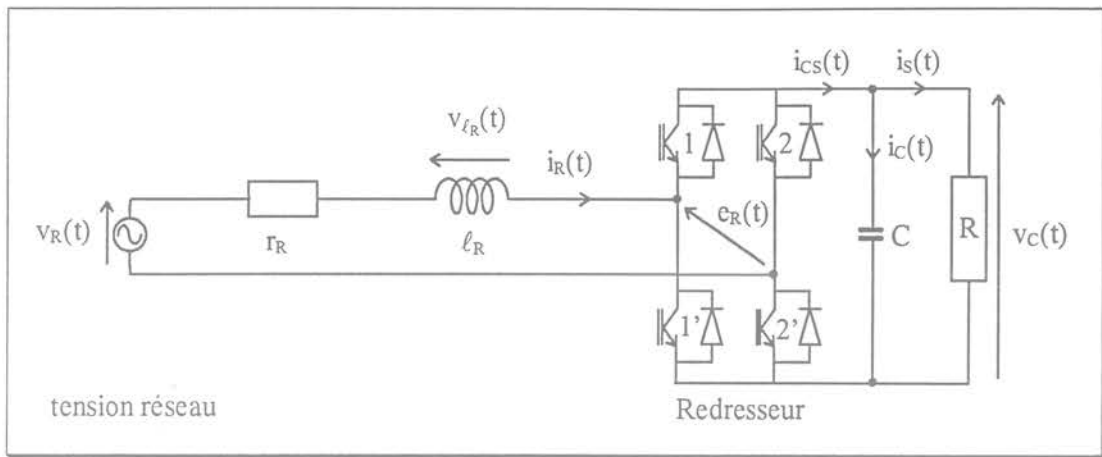 i_CS(t) i_S(t)
v_ℓR(t)
i_R(t)
1
2
i_C(t)
e_R(t)
v_R(t)
r_R
ℓ_R
C
R
v_C(t)
1'
2'
tension réseau
Redresseur